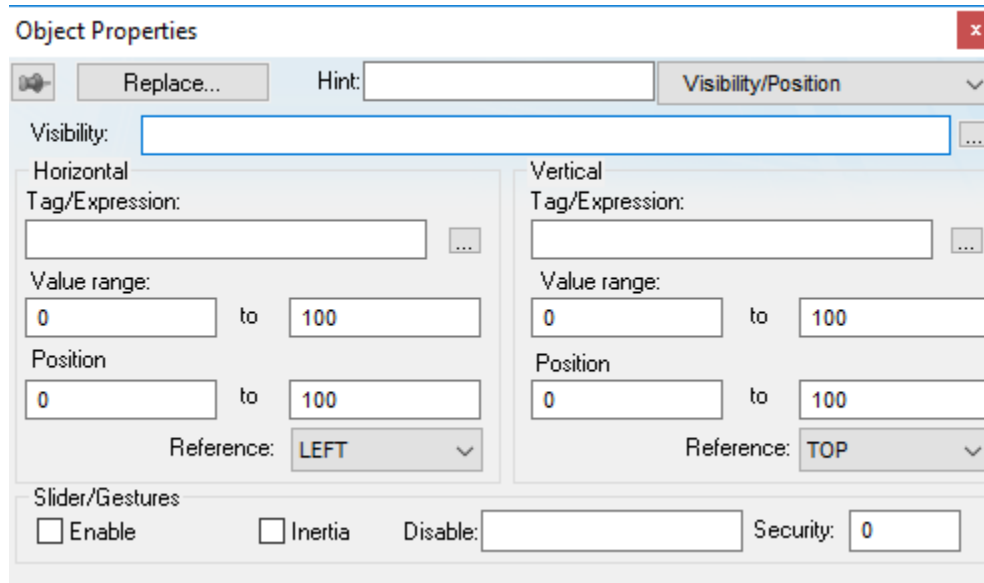 Object Properties x
Replace... Hint: Visibility/Position
Visibility: ...
Horizontal Vertical
Tag/Expression: Tag/Expression:
... ...
Value range: Value range:
0 to 100 0 to 100
Position Position
0 to 100 0 to 100
Reference: LEFT Reference: TOP
Slider/Gestures
Enable Inertia Disable: Security: 0